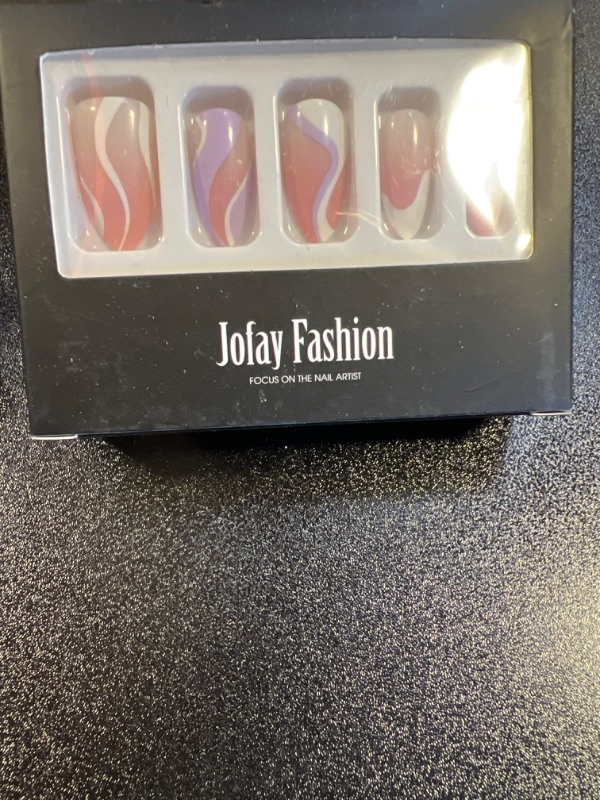 Jofay Fashion
FOCUS ON THE NAIL ARTIST